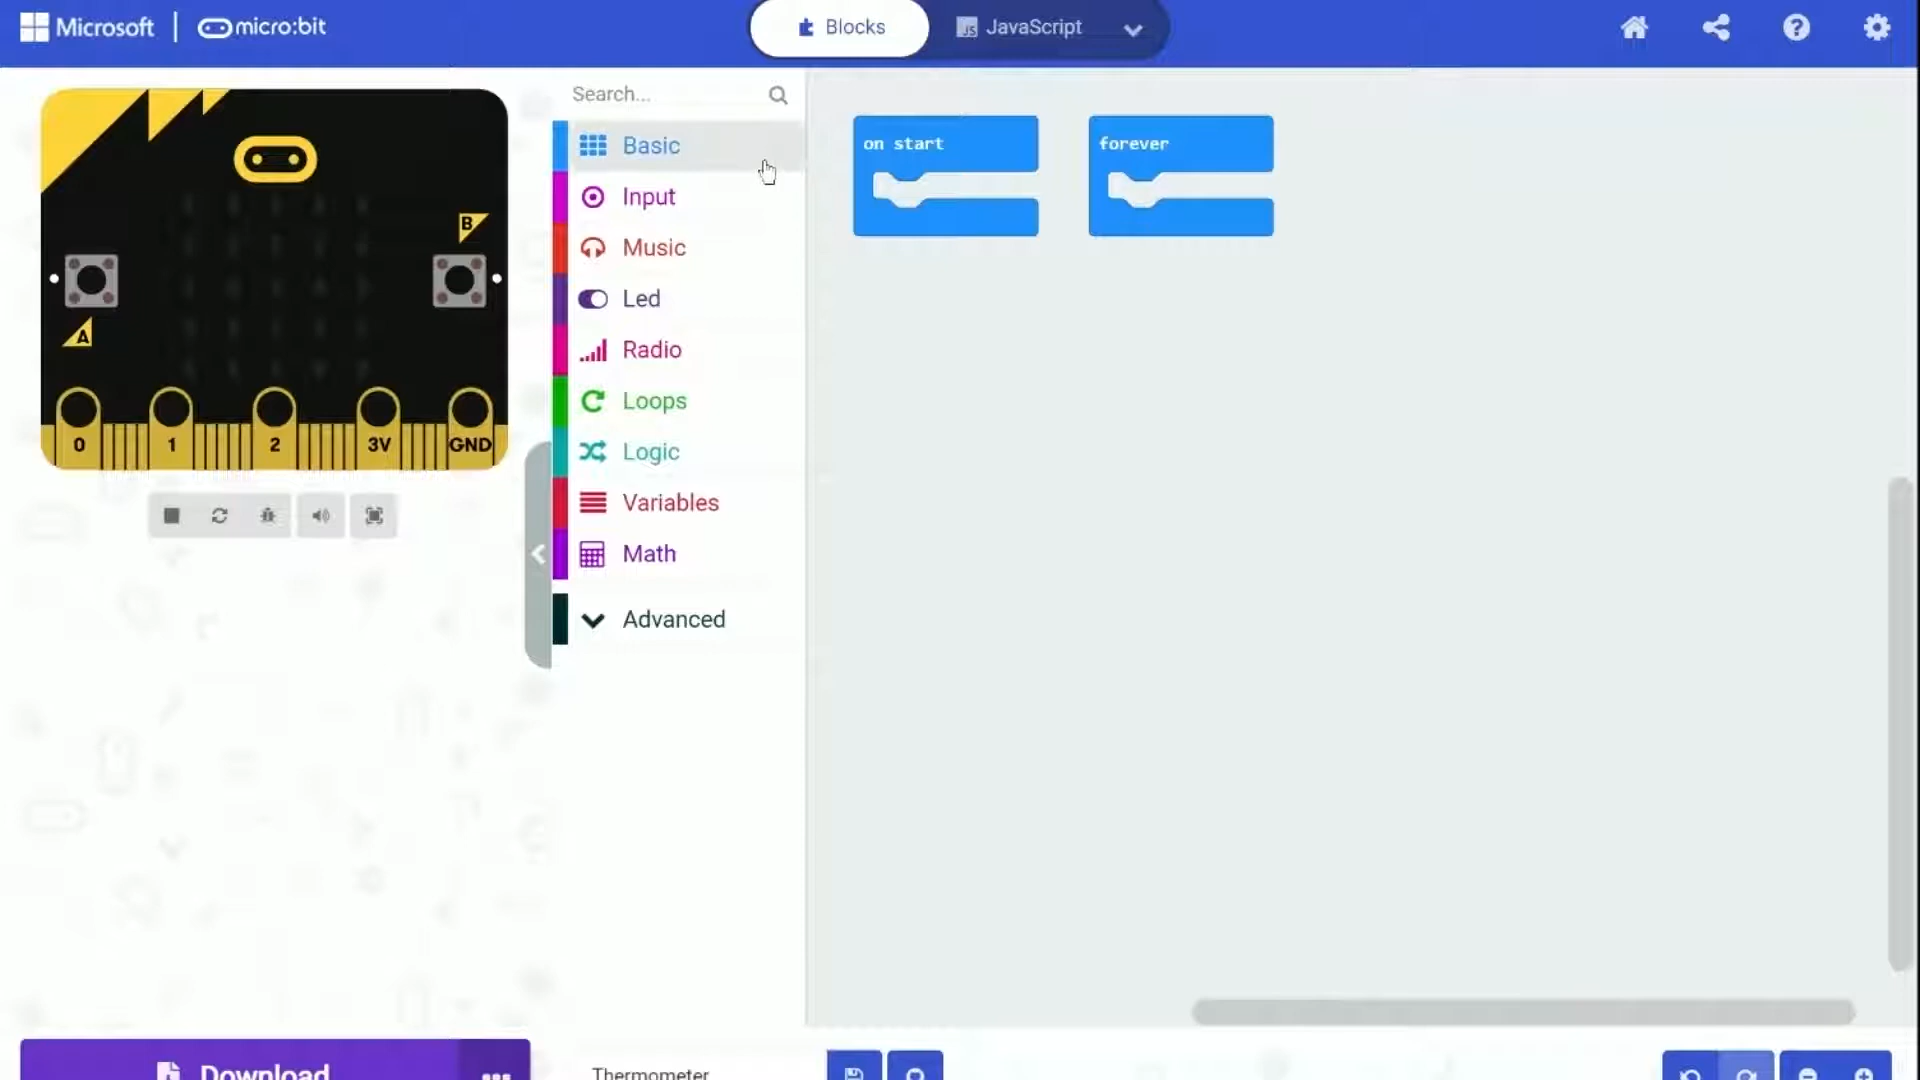 Microsoft
micro:bit
Blocks
JS JavaScript
Search...
Basic
Input
Music
Led
Radio
Loops
Logic
Variables
Math
Advanced
on start
forever
B
A
0 1 2 3V GND
Download
Thermometer